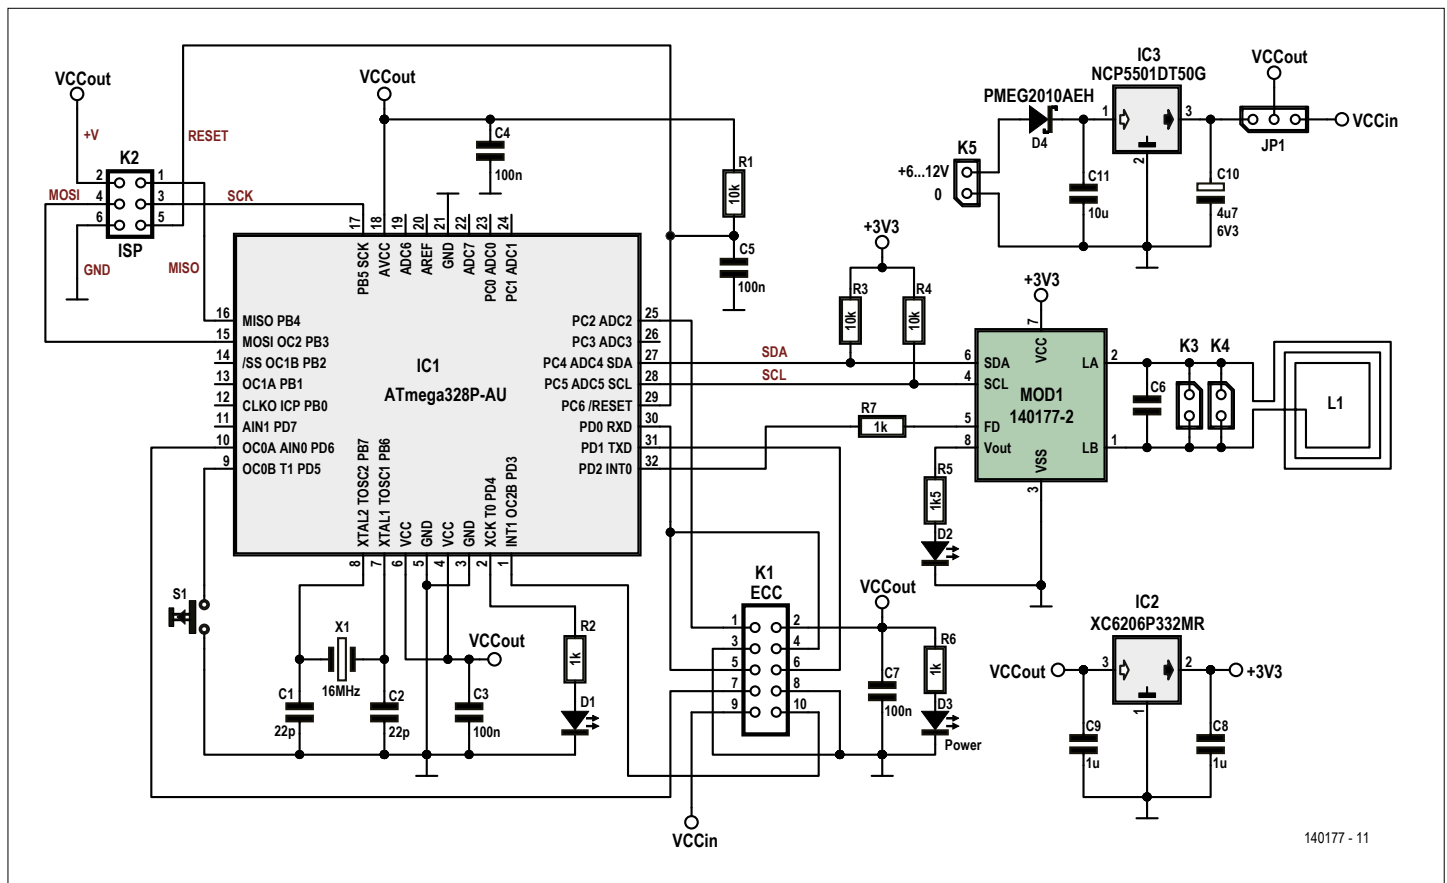 VCCout
+V
RESET
K2
2
1
MOSI
4
3
SCK
6
5
ISP
GND
MISO
VCCout
C4
100n
R1
10k
C5
100n
17
18
19
20
21
22
23
24
PB5 SCK
AVCC
ADC6
AREF
GND
ADC7
PC0 ADC0
PC1 ADC1
16
MISO PB4
15
MOSI OC2 PB3
14
/SS OC1B PB2
13
OC1A PB1
12
CLKO ICP PB0
11
AIN1 PD7
10
OC0A AIN0 PD6
9
OC0B T1 PD5
IC1
ATmega328P-AU
PC2 ADC2
25
PC3 ADC3
26
PC4 ADC4 SDA
27
PC5 ADC5 SCL
28
PC6 /RESET
29
PD0 RXD
30
PD1 TXD
31
PD2 INT0
32
XTAL2 TOSC2 PB7
XTAL1 TOSC1 PB6
VCC
GND
VCC
GND
XCK T0 PD4
INT1 OC2B PD3
8
7
6
5
4
3
2
1
S1
X1
16MHz
C1
22p
C2
22p
C3
100n
VCCout
R2
1k
D1
SDA
SCL
+3V3
R3
10k
R4
10k
R7
1k
+3V3
7
VCC
6
SDA
4
SCL
5
FD
8
Vout
MOD1
140177-2
LA
2
LB
1
VSS
3
C6
K3
K4
L1
R5
1k5
D2
K1
ECC
1
2
3
4
5
6
7
8
9
10
VCCin
VCCout
C7
100n
R6
1k
D3
Power
K5
+6...12V
0
PMEG2010AEH
D4
IC3
NCP5501DT50G
1
3
2
C11
10u
C10
4u7
6V3
VCCout
JP1
VCCin
IC2
XC6206P332MR
VCCout
3
2
1
+3V3
C9
1u
C8
1u
140177 - 11